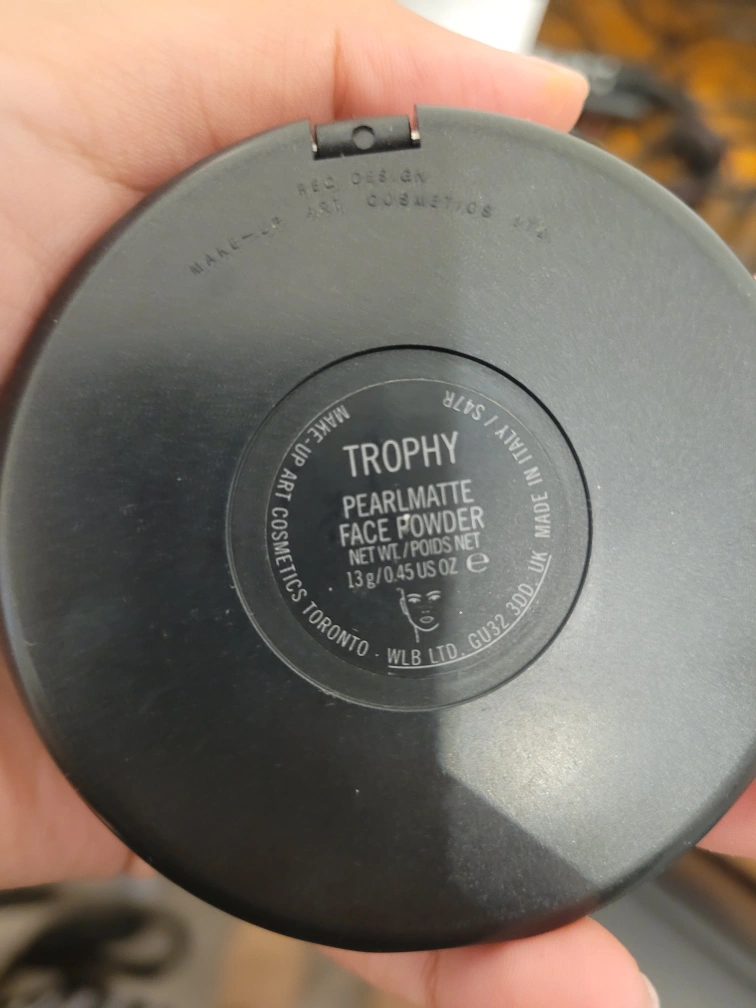 REG. DESIGN
MAKE-UP ART COSMETICS LTD.
TROPHY
PEARLMATTE
FACE POWDER
NET WT./POIDS NET
13 g/0.45 US OZ ℮
MAKE-UP ART COSMETICS TORONTO · WLB LTD. GU32 3DD. UK MADE IN ITALY / S47R